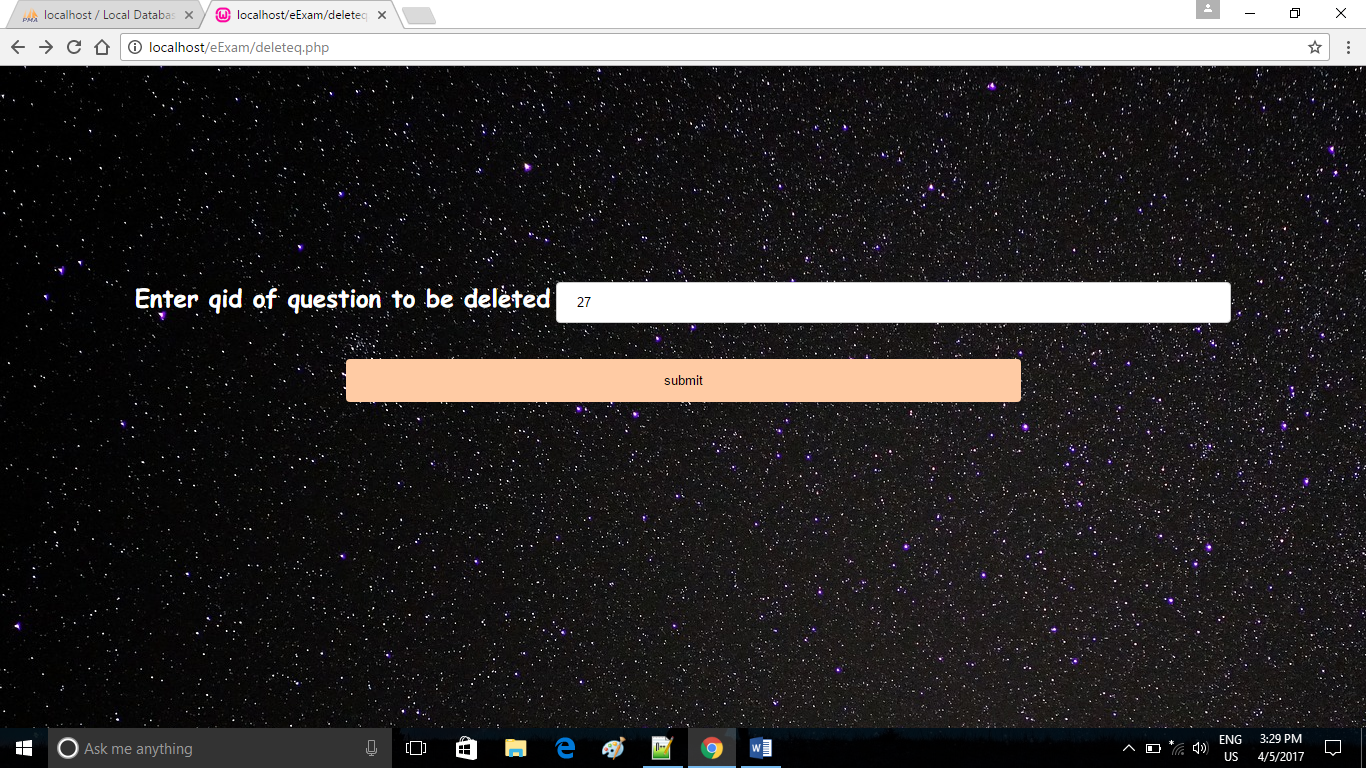 PMA localhost / Local Databas
localhost/eExam/deleteq
localhost/eExam/deleteq.php
Enter qid of question to be deleted 27
submit
Ask me anything
ENG 3:29 PM
US 4/5/2017